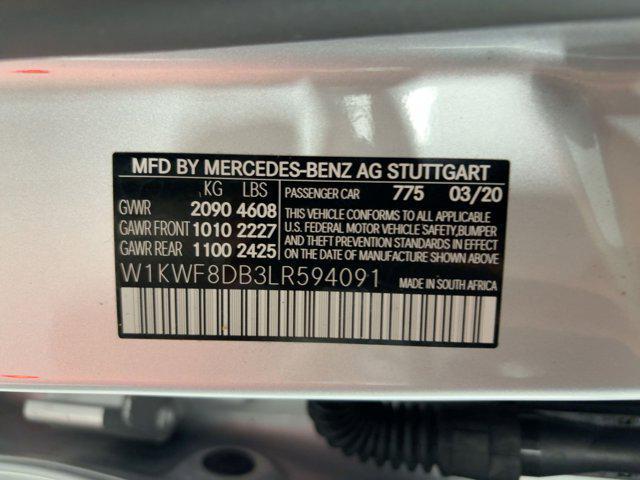 MFD BY MERCEDES-BENZ AG STUTTGART
KG LBS
GVWR 2090 4608
GAWR FRONT 1010 2227
GAWR REAR 1100 2425
PASSENGER CAR 775 03/20
THIS VEHICLE CONFORMS TO ALL APPLICABLE
U.S. FEDERAL MOTOR VEHICLE SAFETY,BUMPER
AND THEFT PREVENTION STANDARDS IN EFFECT
ON THE DATE OF MANUFACTURE SHOWN ABOVE
W1KWF8DB3LR594091
MADE IN SOUTH AFRICA